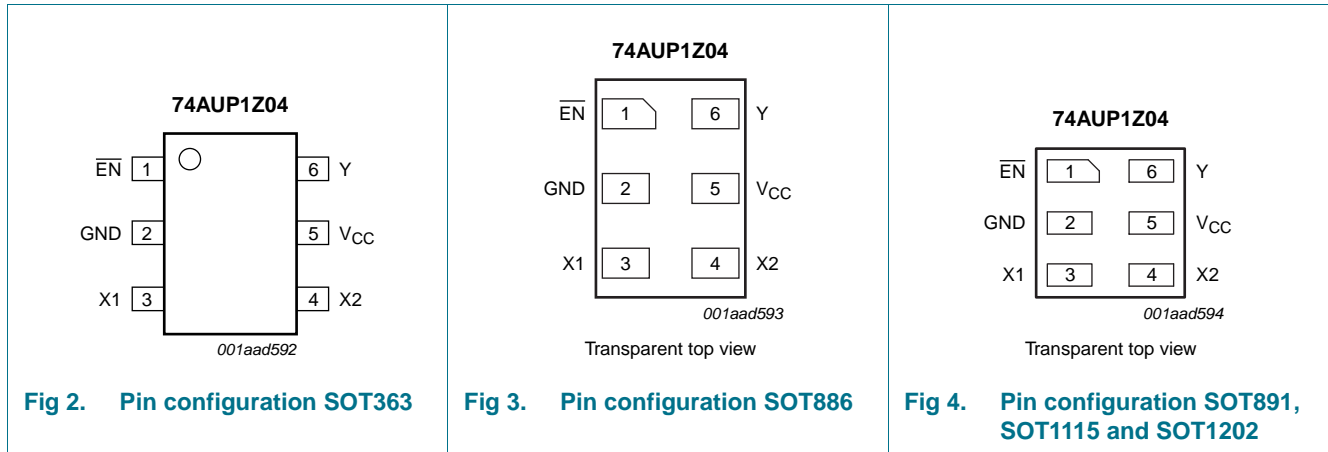 74AUP1Z04
EN 1 6 Y
GND 2 5 VCC
X1 3 4 X2
001aad592
Fig 2. Pin configuration SOT363
74AUP1Z04
EN 1 6 Y
GND 2 5 VCC
X1 3 4 X2
001aad593
Transparent top view
Fig 3. Pin configuration SOT886
74AUP1Z04
EN 1 6 Y
GND 2 5 VCC
X1 3 4 X2
001aad594
Transparent top view
Fig 4. Pin configuration SOT891,
SOT1115 and SOT1202